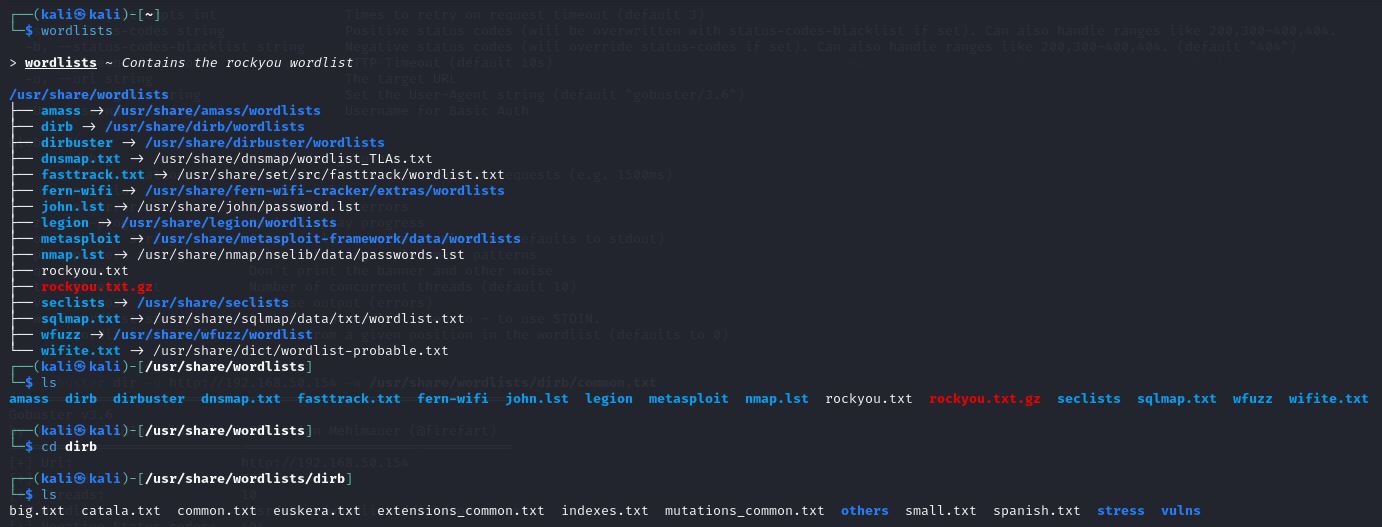 ┌──(kali㉿kali)-[~]
└─$ wordlists
> wordlists ~ Contains the rockyou wordlist
/usr/share/wordlists
├── amass → /usr/share/amass/wordlists
├── dirb → /usr/share/dirb/wordlists
├── dirbuster → /usr/share/dirbuster/wordlists
├── dnsmap.txt → /usr/share/dnsmap/wordlist_TLAs.txt
├── fasttrack.txt → /usr/share/set/src/fasttrack/wordlist.txt
├── fern-wifi → /usr/share/fern-wifi-cracker/extras/wordlists
├── john.lst → /usr/share/john/password.lst
├── legion → /usr/share/legion/wordlists
├── metasploit → /usr/share/metasploit-framework/data/wordlists
├── nmap.lst → /usr/share/nmap/nselib/data/passwords.lst
├── rockyou.txt
├── rockyou.txt.gz
├── seclists → /usr/share/seclists
├── sqlmap.txt → /usr/share/sqlmap/data/txt/wordlist.txt
├── wfuzz → /usr/share/wfuzz/wordlist
└── wifite.txt → /usr/share/dict/wordlist-probable.txt
┌──(kali㉿kali)-[/usr/share/wordlists]
└─$ ls
amass dirb dirbuster dnsmap.txt fasttrack.txt fern-wifi john.lst legion metasploit nmap.lst rockyou.txt rockyou.txt.gz seclists sqlmap.txt wfuzz wifite.txt
┌──(kali㉿kali)-[/usr/share/wordlists]
└─$ cd dirb
┌──(kali㉿kali)-[/usr/share/wordlists/dirb]
└─$ ls
big.txt catala.txt common.txt euskera.txt extensions_common.txt indexes.txt mutations_common.txt others small.txt spanish.txt stress vulns